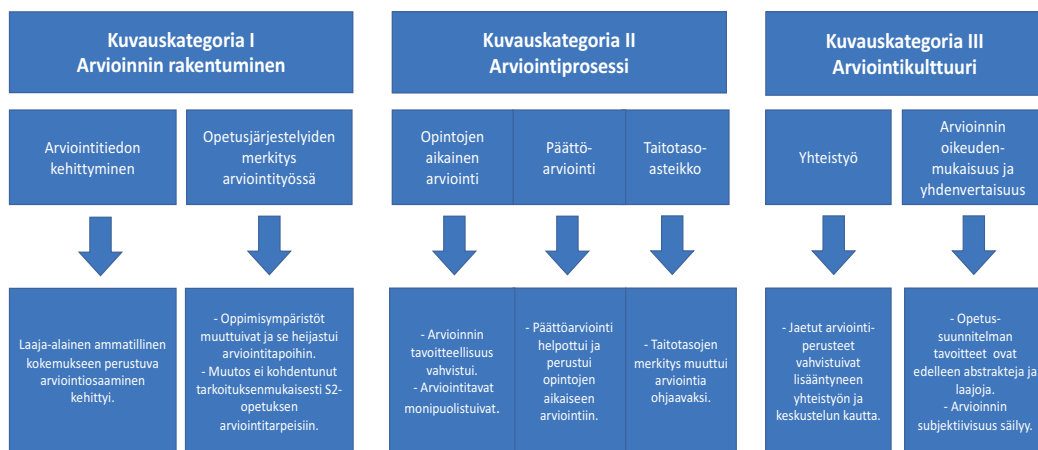 Kuvauskategoria I
Arvioinnin rakentuminen
Kuvauskategoria II
Arviointiprosessi
Kuvauskategoria III
Arviointikulttuuri
Arviointitiedon
kehittyminen
Opetusjärjestelyiden
merkitys
arviointityössä
Opintojen
aikainen
arviointi
Päättö-
arviointi
Taitotaso-
asteikko
Yhteistyö
Arvioinnin
oikeuden-
mukaisuus ja
yhdenvertaisuus
Laaja-alainen ammatillinen
kokemukseen perustuva
arviointiosaaminen
kehittyi.
- Oppimisympäristöt
muuttuivat ja se heijastui
arviointitapoihin.
- Muutos ei kohdentunut
tarkoituksenmukaisesti S2-
opetuksen
arviointitarpeisiin.
- Arvioinnin
tavoitteellisuus
vahvistui.
- Arviointitavat
monipuolistuivat.
- Päättöarviointi
helpottui ja
perustui
opintojen
aikaiseen
arviointiin.
- Taitotasojen
merkitys muuttui
arviointia
ohjaavaksi.
- Jaetut arviointi-
perusteet
vahvistuivat
lisääntyneen
yhteistyön ja
keskustelun kautta.
- Opetus-
suunnitelman
tavoitteet ovat
edelleen abstrakteja ja
laajoja.
- Arvioinnin
subjektiivisuus säilyy.